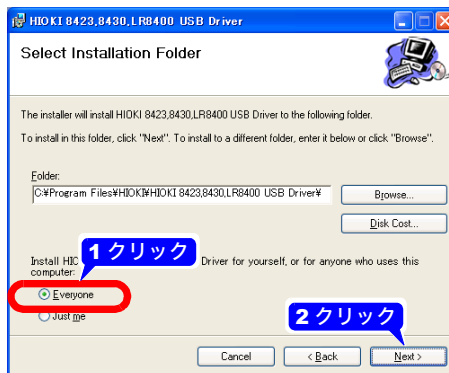 HIOKI 8423,8430,LR8400 USB Driver
Select Installation Folder
The installer will install HIOKI 8423,8430,LR8400 USB Driver to the following folder.
To install in this folder, click "Next". To install to a different folder, enter it below or click "Browse".
Folder:
C:¥Program Files¥HIOKI¥HIOKI 8423,8430,LR8400 USB Driver¥
Browse...
Disk Cost...
1 クリック
Install HIO Driver for yourself, or for anyone who uses this
computer:
Everyone
Just me
2 クリック
Cancel
< Back
Next >